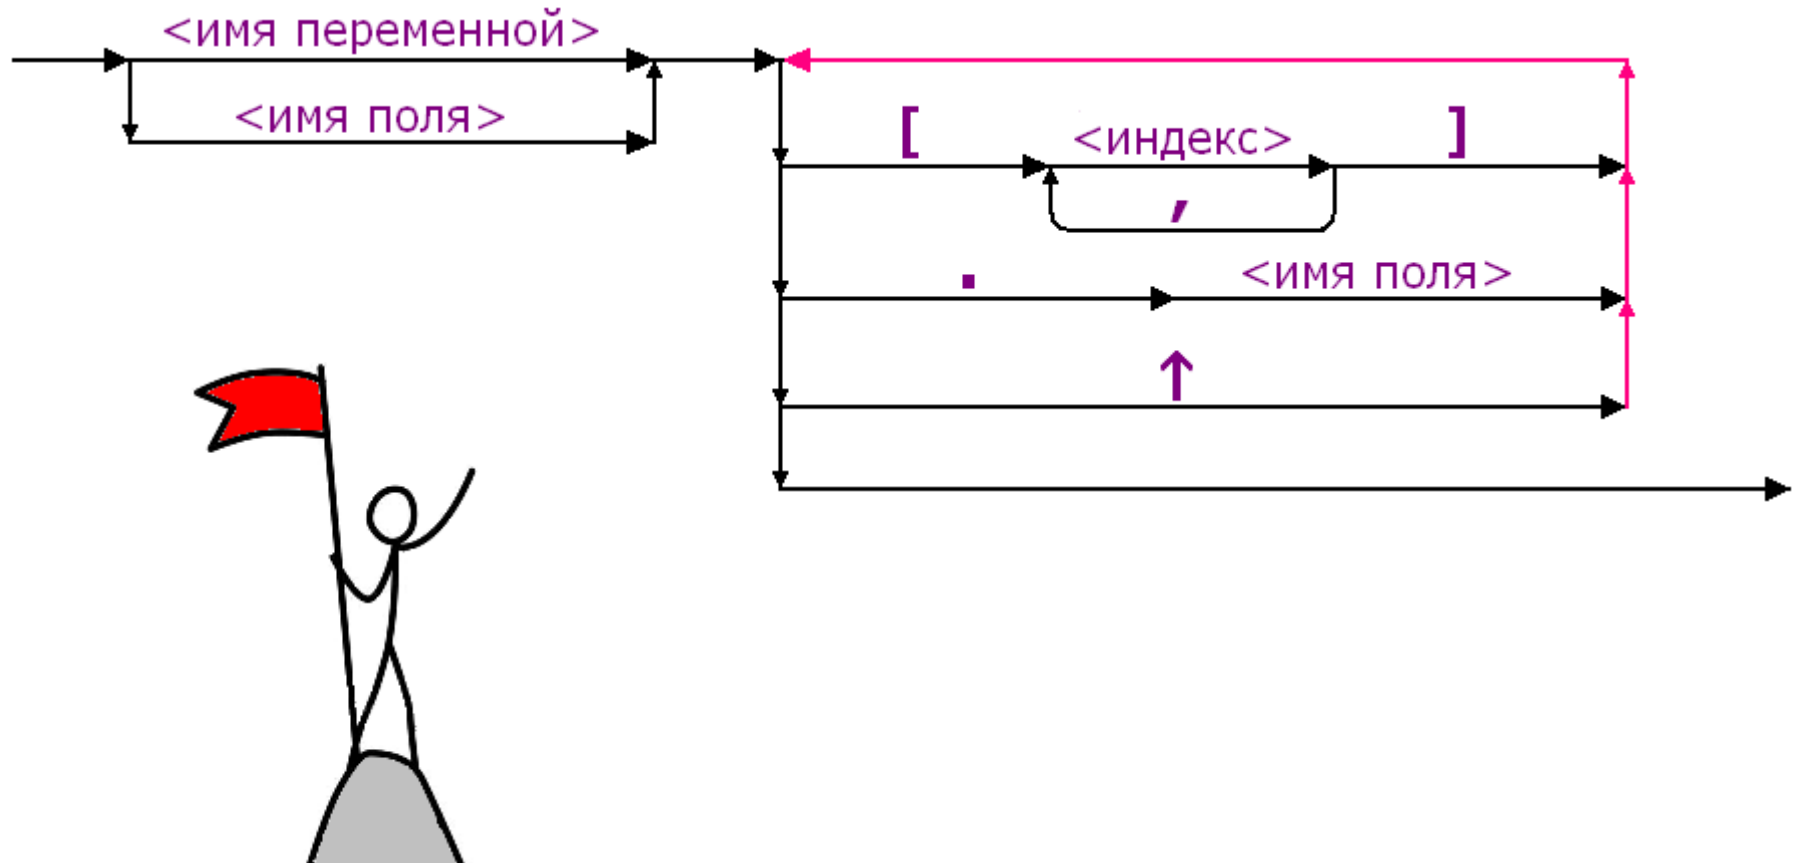 <имя переменной>
<имя поля>
[ <индекс> ]
,
. <имя поля>
↑